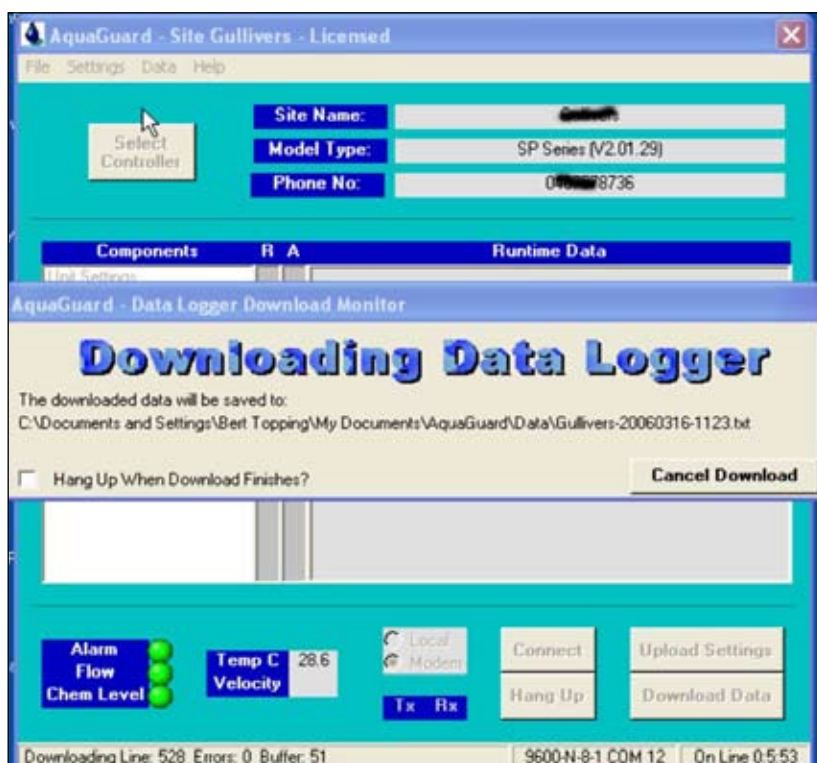 AquaGuard - Site Gullivers - Licensed
File Settings Data Help
Select Controller
Site Name:
Model Type: SP Series (V2.01.29)
Phone No: 8736
Components R A Runtime Data
Unit Settings
AquaGuard - Data Logger Download Monitor
Downloading Data Logger
The downloaded data will be saved to:
C:\Documents and Settings\Bert Topping\My Documents\AquaGuard\Data\Gullivers-20060316-1123.txt
Hang Up When Download Finishes?
Cancel Download
Alarm
Flow
Chem Level
Temp C 28.6
Velocity
Local
Modem
Tx Rx
Connect
Upload Settings
Hang Up
Download Data
Downloading Line: 528 Errors: 0 Buffer: 51
9600-N-8-1 COM 12
On Line 0:5:53